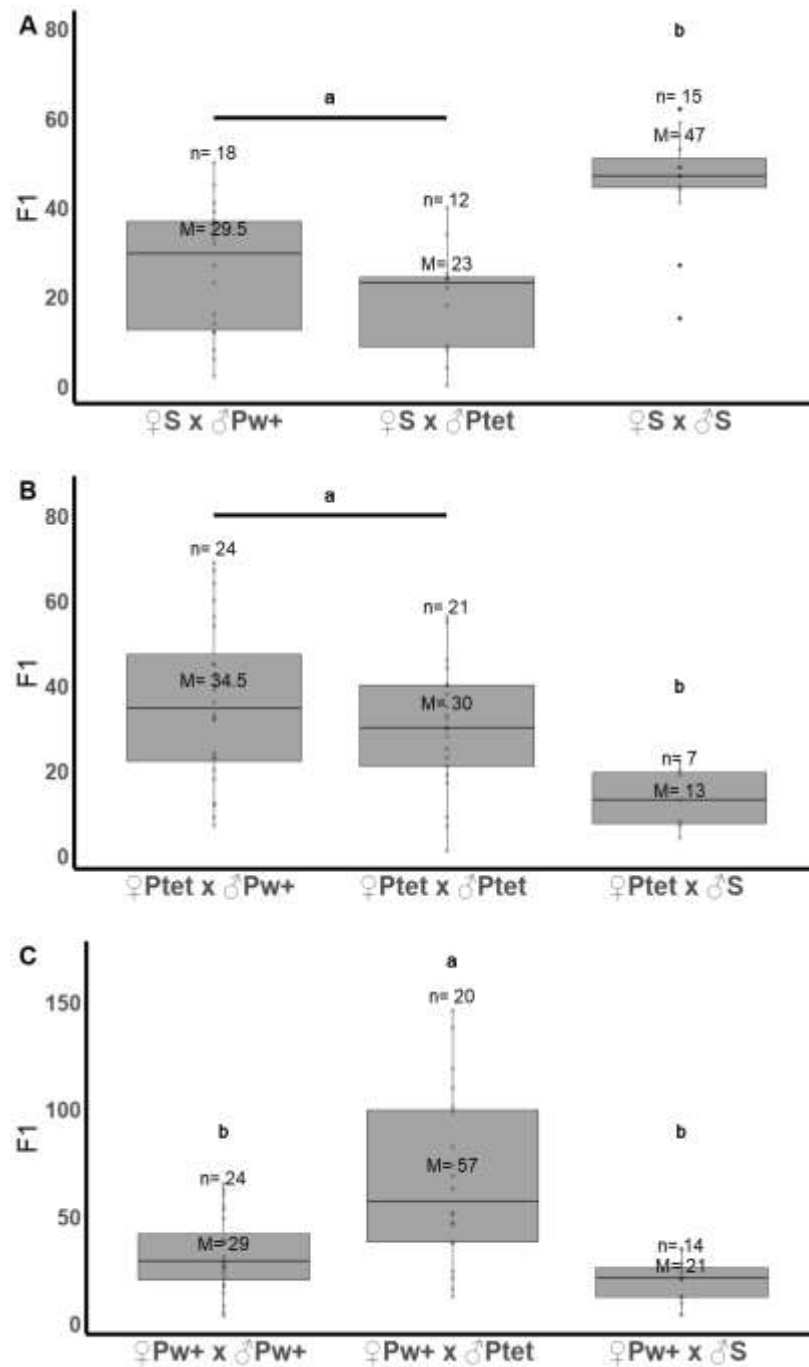 A
80
b
n= 15
a
60
M= 47
n= 18
n= 12
F1
40
M= 29.5
M= 23
20
0
♀S x ♂Pw+ ♀S x ♂Ptet ♀S x ♂S
B
80
a
n= 24
60
n= 21
F1
40
M= 34.5
M= 30
b
20
n= 7
M= 13
0
♀Ptet x ♂Pw+ ♀Ptet x ♂Ptet ♀Ptet x ♂S
C
a
150
n= 20
F1
100
b
b
n= 24
M= 57
50
M= 29
n= 14
M= 21
0
♀Pw+ x ♂Pw+ ♀Pw+ x ♂Ptet ♀Pw+ x ♂S